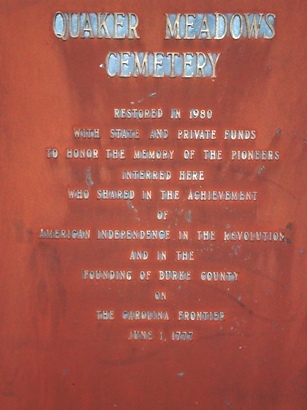 QUAKER MEADOWS
CEMETERY
RESTORED IN 1980
WITH STATE AND PRIVATE FUNDS
TO HONOR THE MEMORY OF THE PIONEERS
INTERRED HERE
WHO SHARED IN THE ACHIEVEMENT
OF
AMERICAN INDEPENDENCE IN THE REVOLUTION
AND IN THE
FOUNDING OF BURKE COUNTY
ON
THE CAROLINA FRONTIER
JUNE 1, 1777